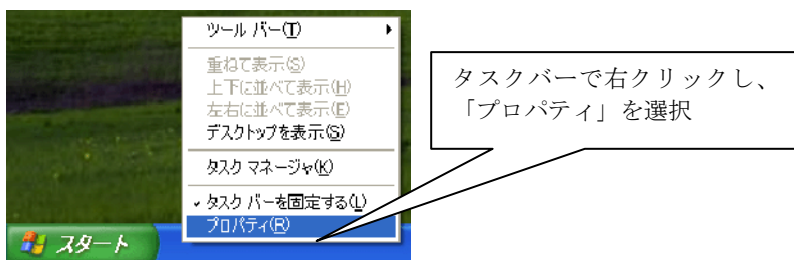 ツール バー(T)
重ねて表示(S)
上下に並べて表示(H)
左右に並べて表示(E)
デスクトップを表示(S)
タスク マネージャ(K)
タスク バーを固定する(L)
プロパティ(R)
スタート
タスクバーで右クリックし、
「プロパティ」を選択